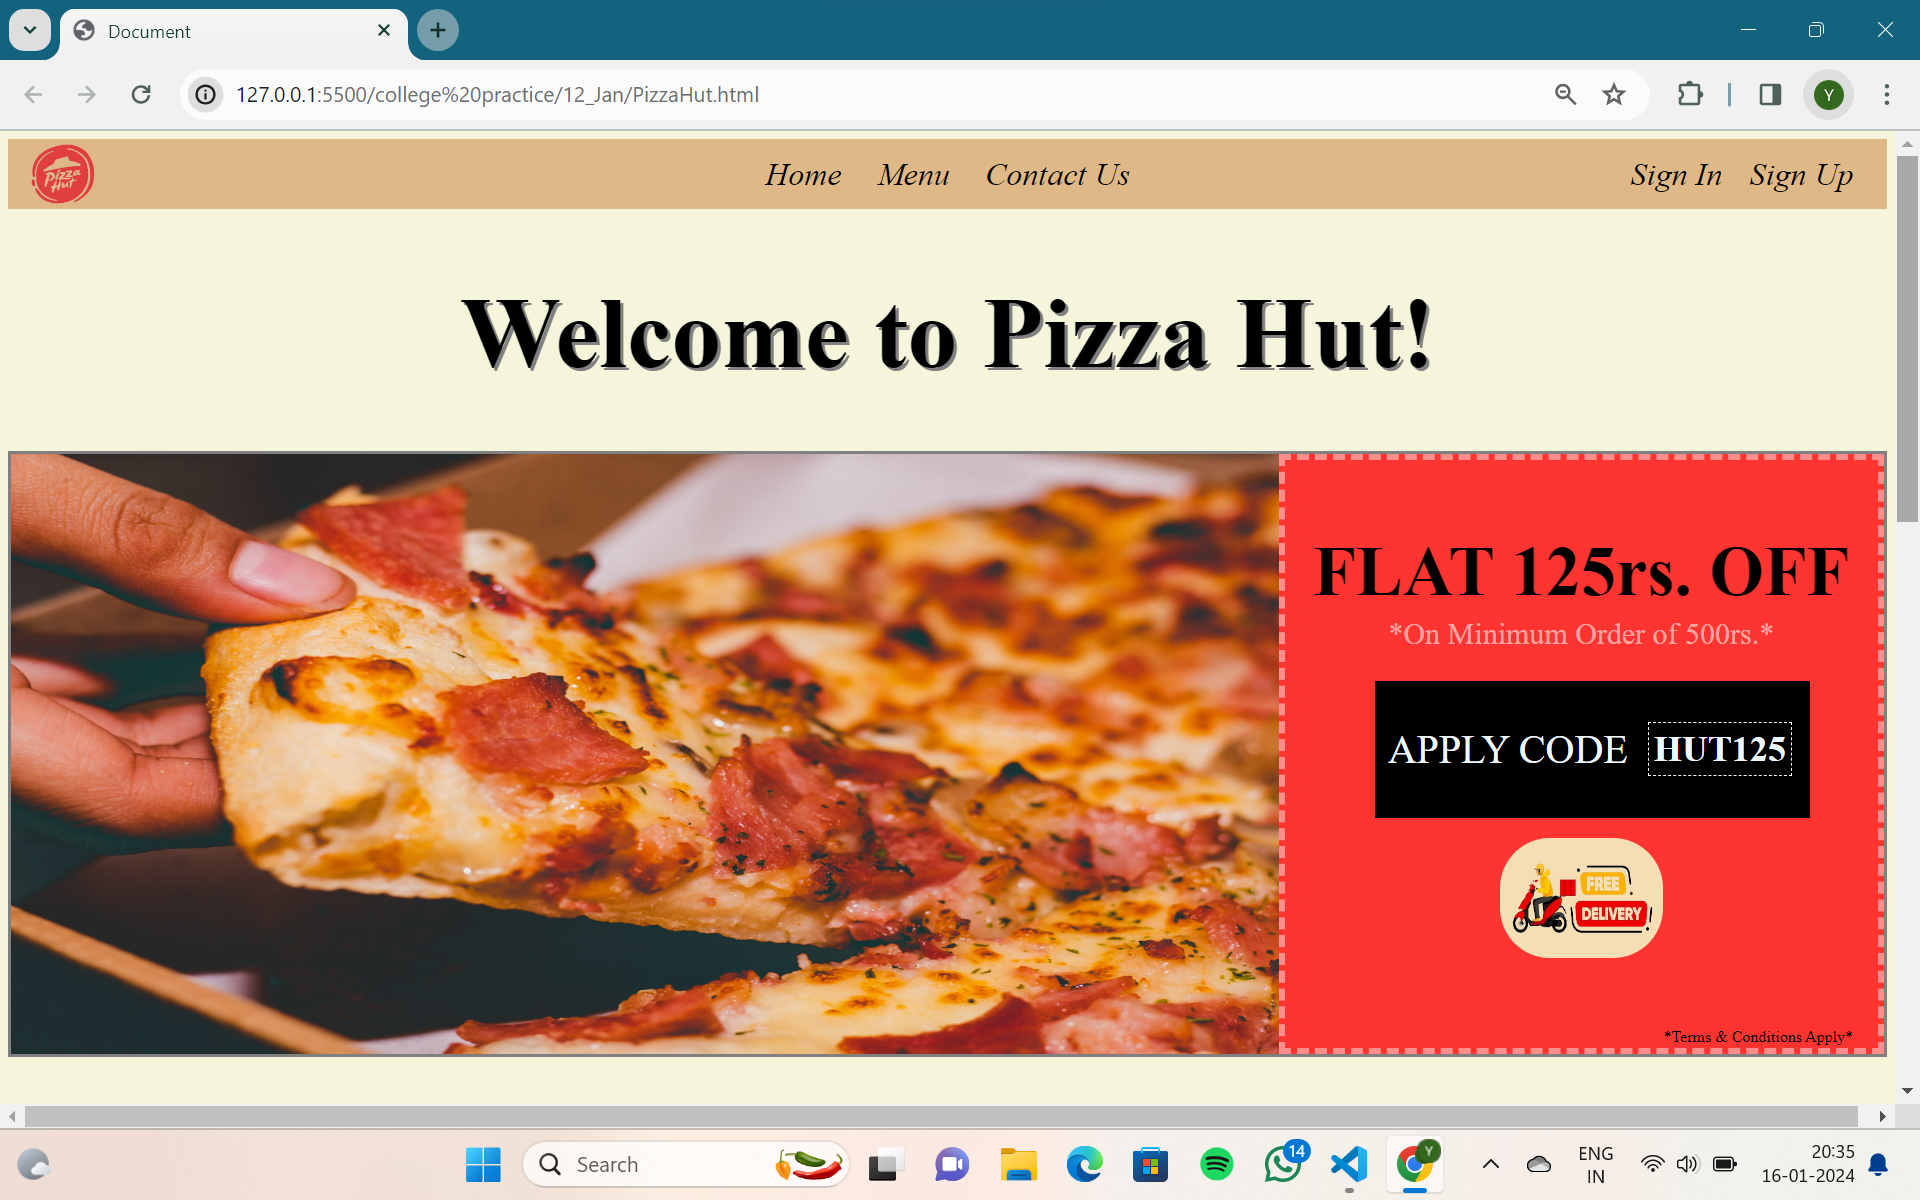 Document
127.0.0.1:5500/college%20practice/12_Jan/PizzaHut.html
Y
Pizza
Hut
Home Menu Contact Us
Sign In Sign Up
Welcome to Pizza Hut!
FLAT 125rs. OFF
*On Minimum Order of 500rs.*
APPLY CODE HUT125
FREE
DELIVERY
*Terms & Conditions Apply*
Search
14
Y
ENG
IN
20:35
16-01-2024